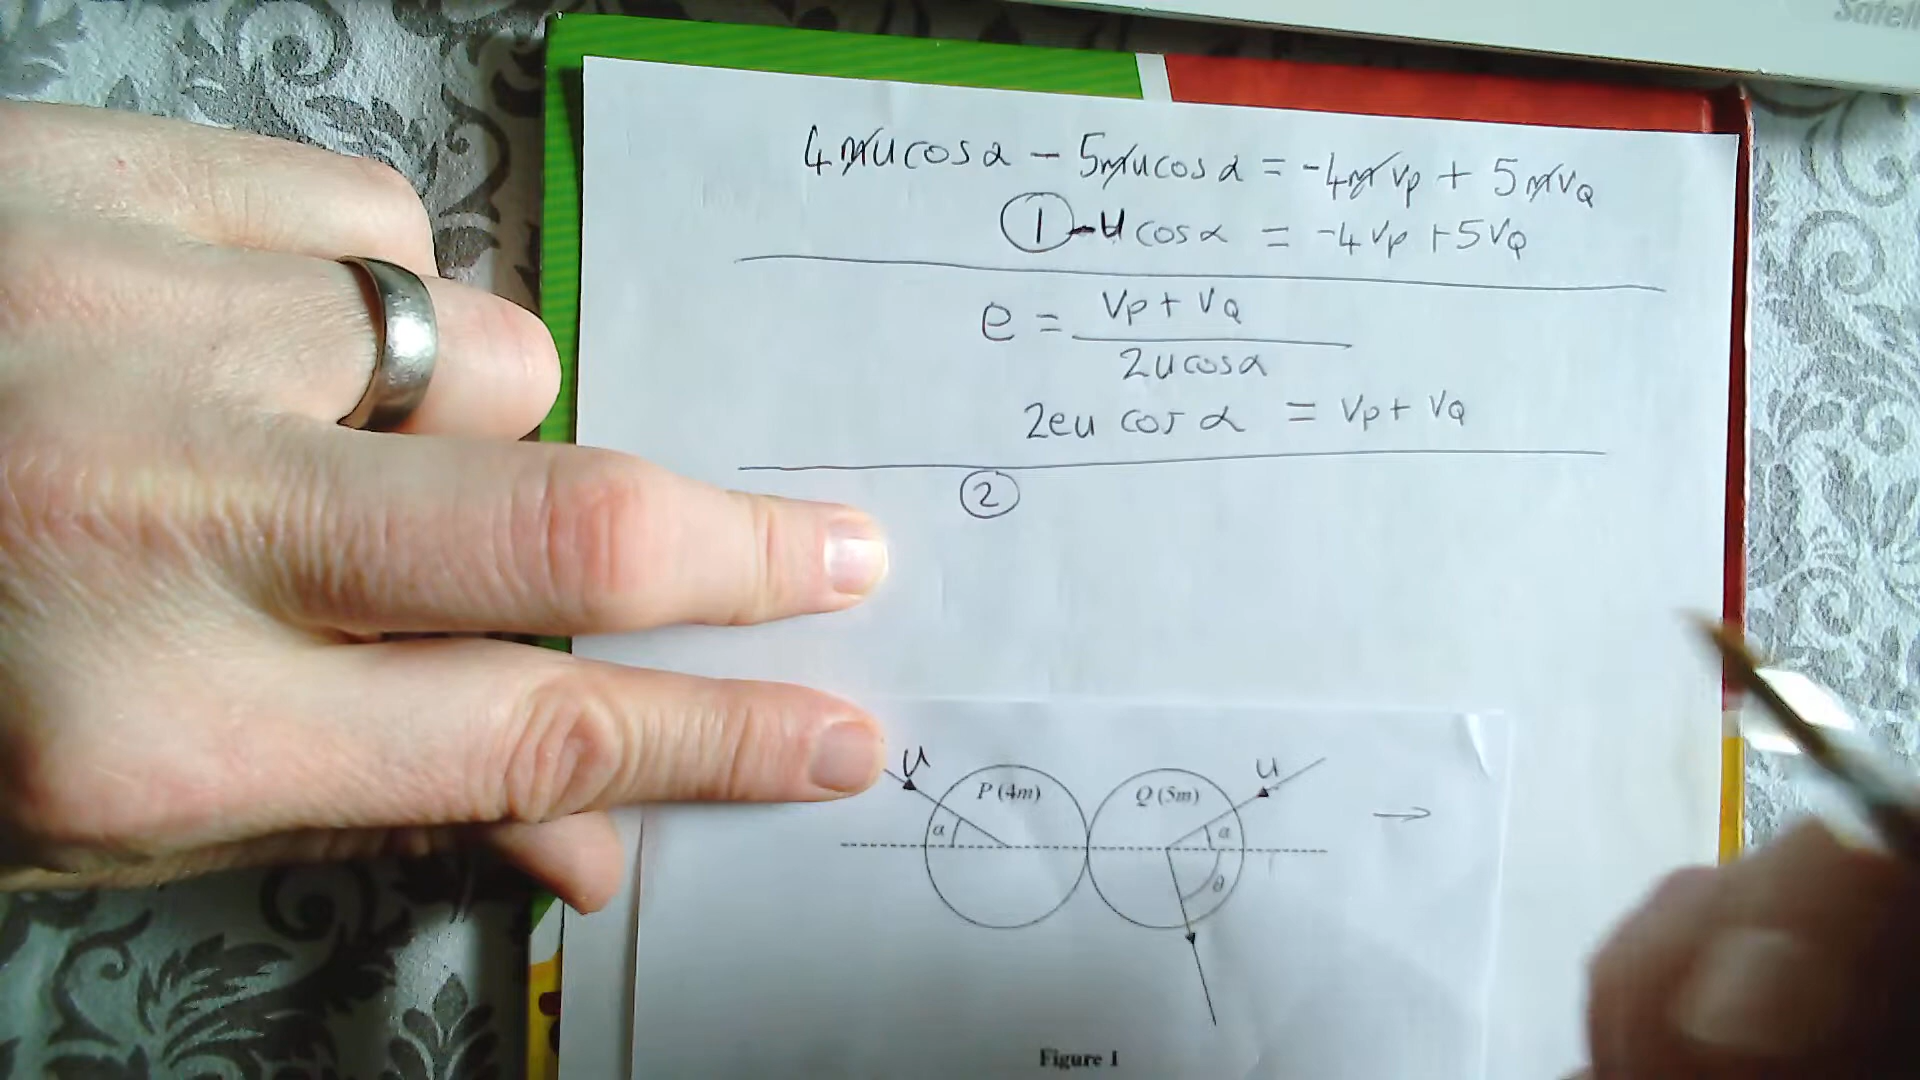 4mu cos α − 5mu cos α = -4m vp + 5m vQ
① -u cos α = -4vp + 5vQ
e = vp + vQ / 2u cos α
2eu cos α = vp + vQ
②
u u
P (4m) Q (5m) →
α α
θ
Figure 1